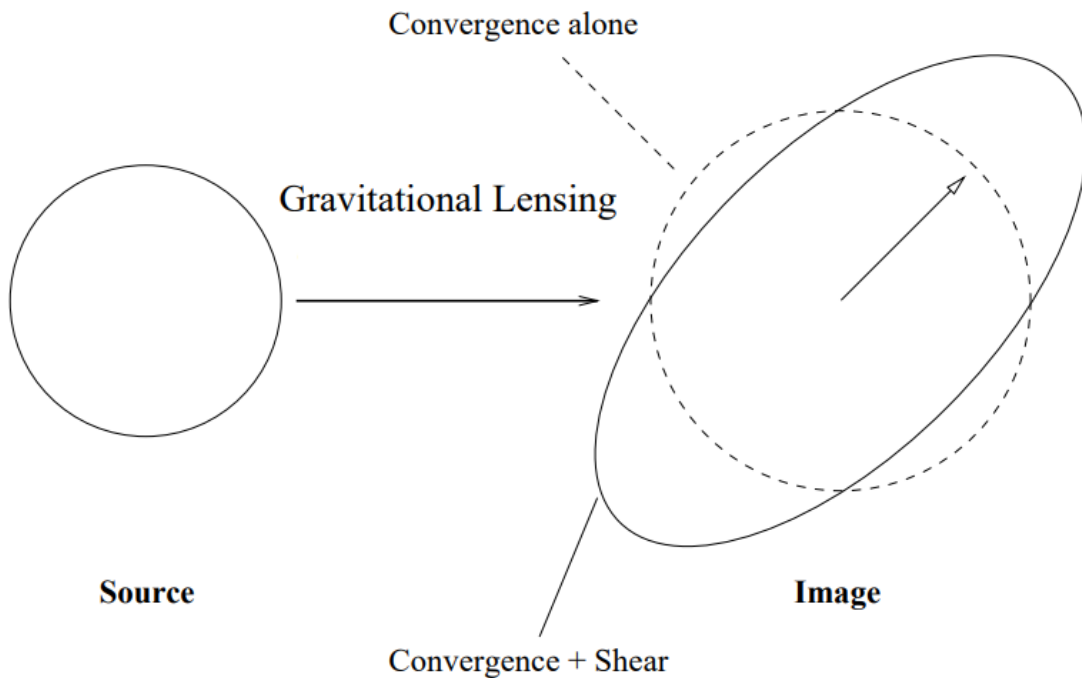 Convergence alone
Gravitational Lensing
Source
Image
Convergence + Shear